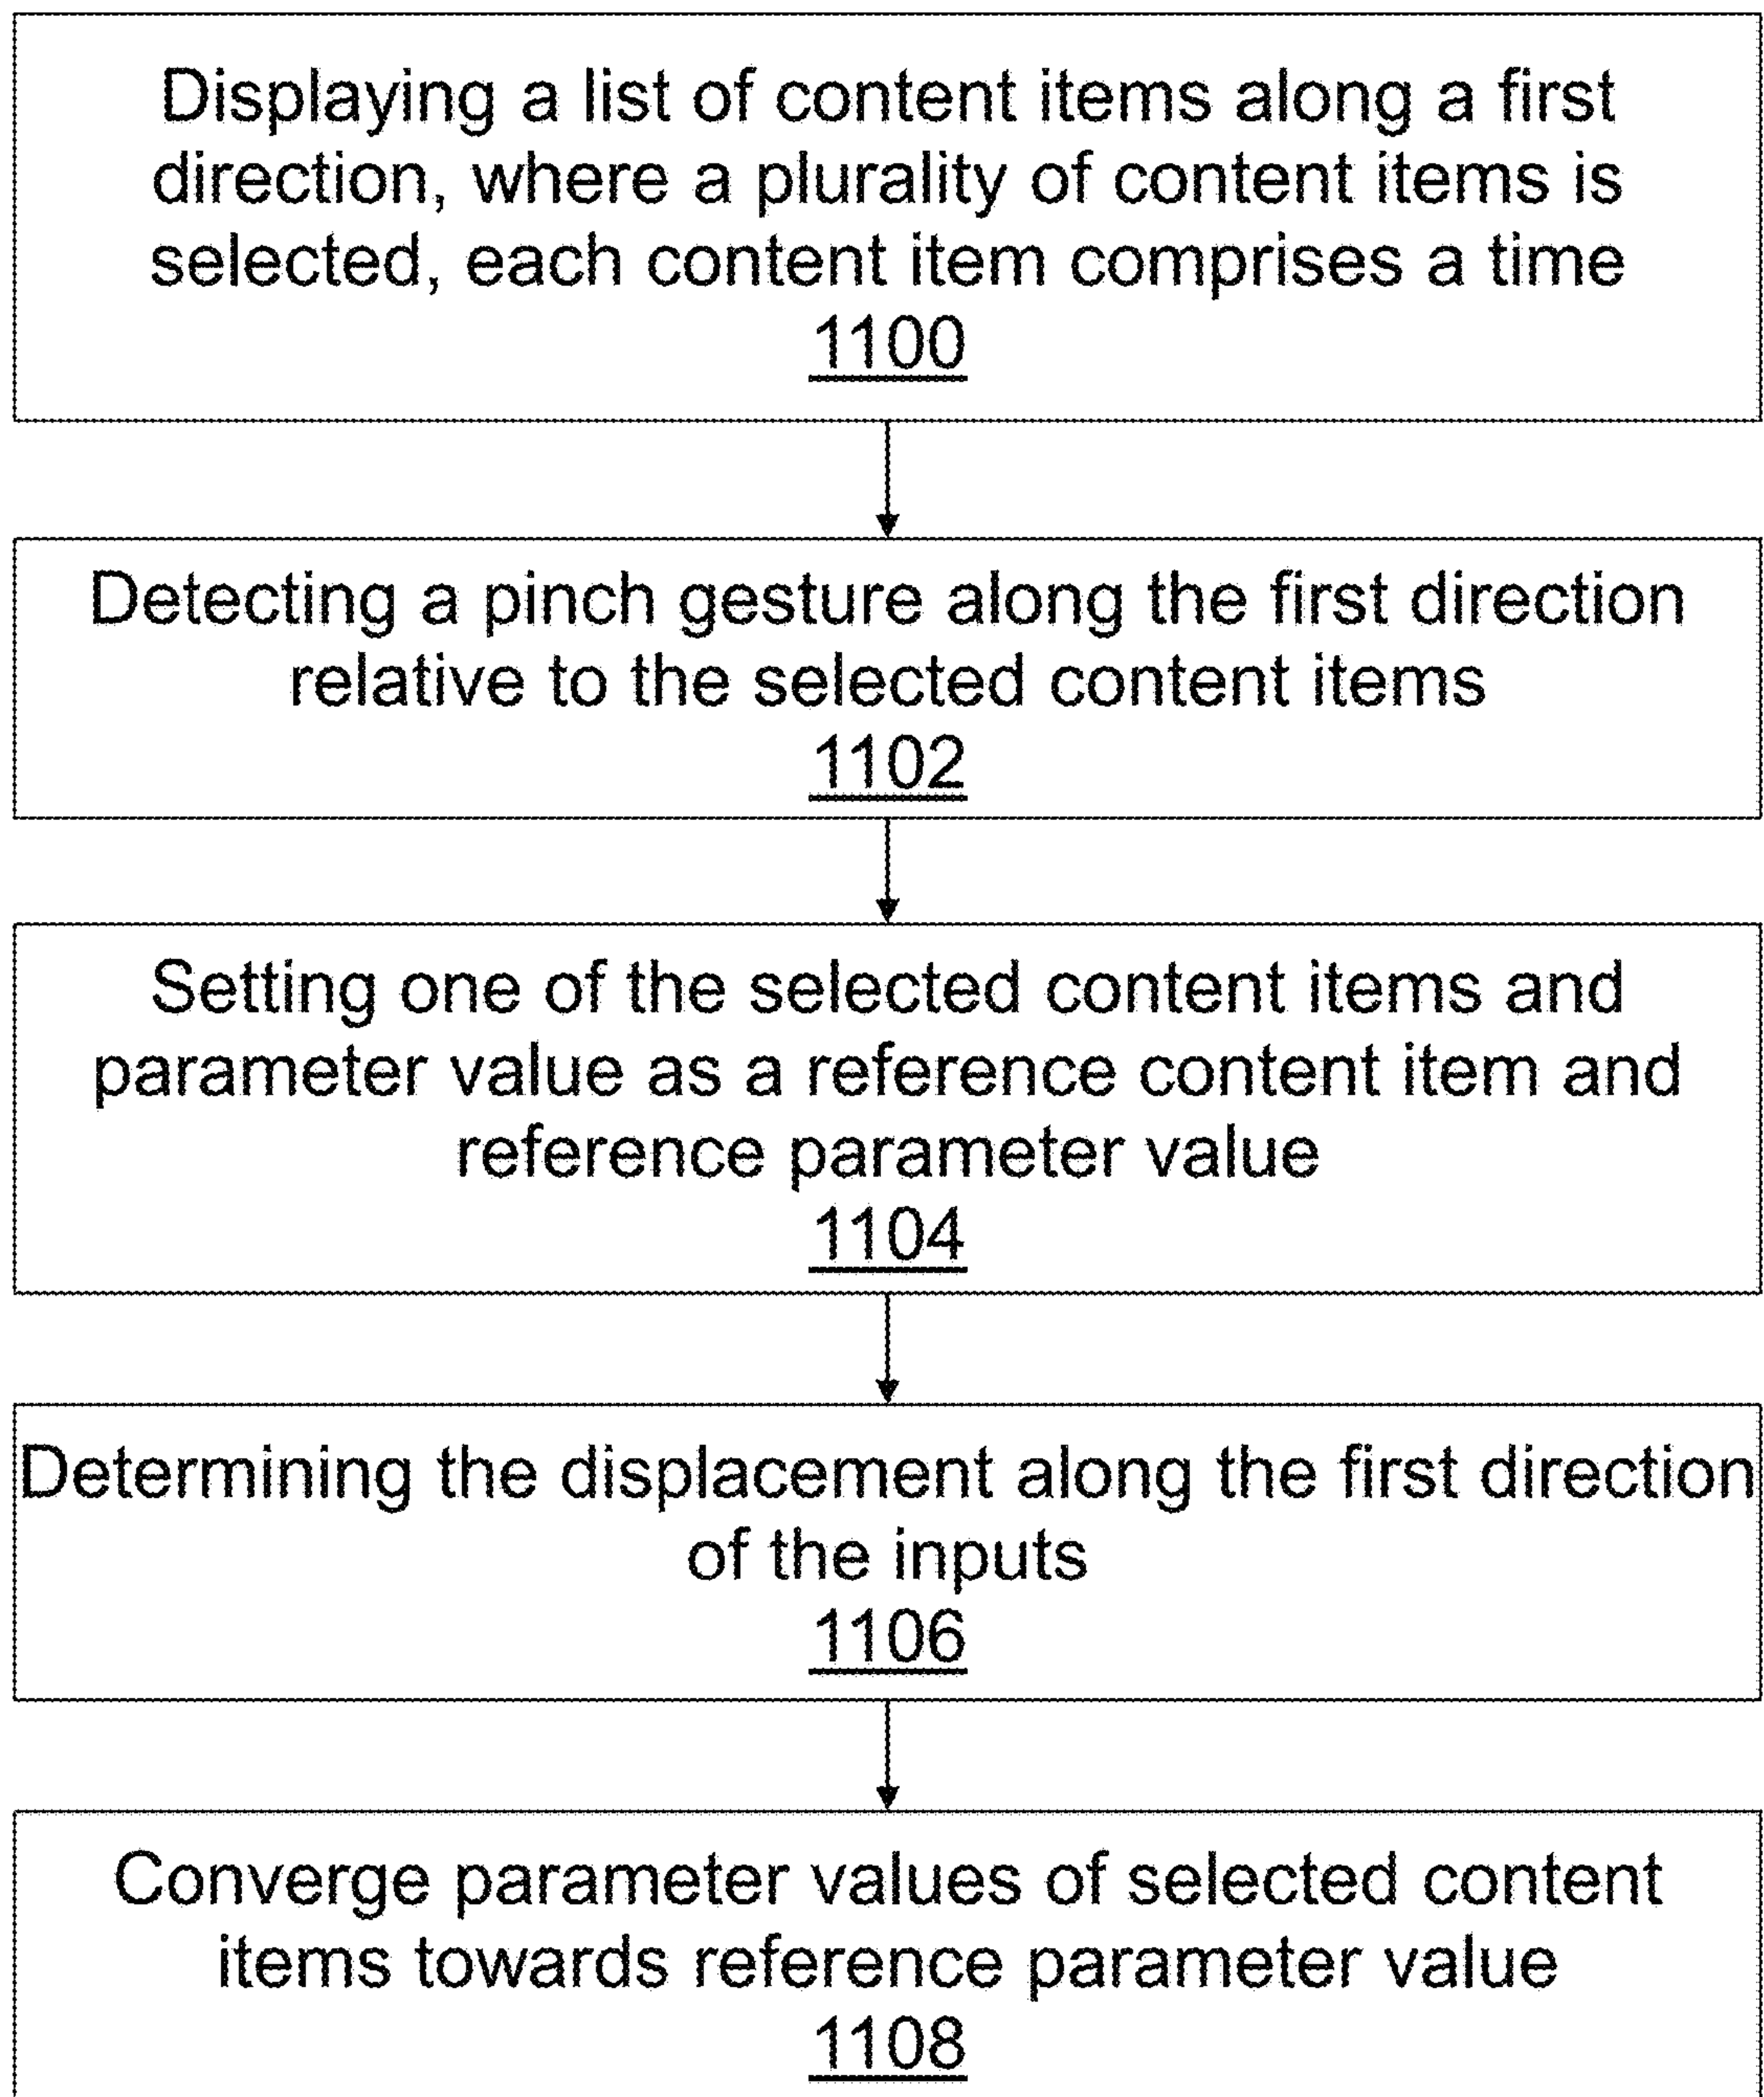 Displaying a list of content items along a first
direction, where a plurality of content items is
selected, each content item comprises a time
1100
Detecting a pinch gesture along the first direction
relative to the selected content items
1102
Setting one of the selected content items and
parameter value as a reference content item and
reference parameter value
1104
Determining the displacement along the first direction
of the inputs
1106
Converge parameter values of selected content
items towards reference parameter value
1108